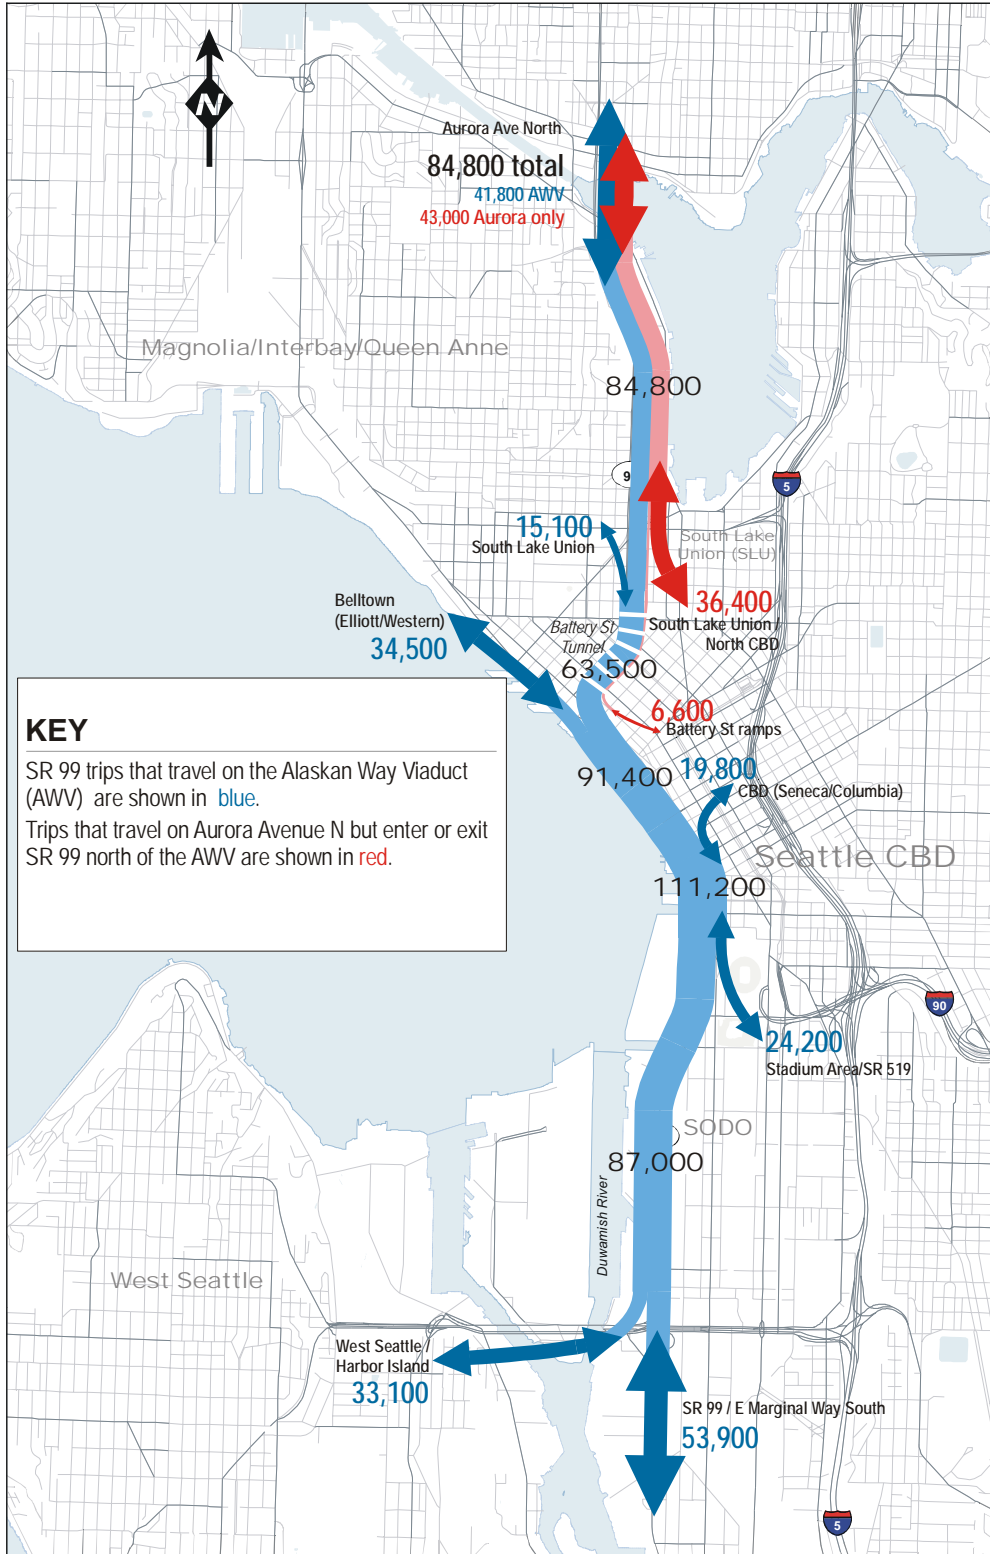 N
Aurora Ave North
84,800 total
41,800 AWV
43,000 Aurora only
Magnolia/Interbay/Queen Anne
84,800
9
5
15,100
South Lake Union
South Lake
Union (SLU)
36,400
South Lake Union /
North CBD
Belltown
(Elliott/Western)
34,500
Battery St
Tunnel
63,500
6,600
Battery St ramps
KEY
SR 99 trips that travel on the Alaskan Way Viaduct
(AWV) are shown in blue.
Trips that travel on Aurora Avenue N but enter or exit
SR 99 north of the AWV are shown in red.
91,400
19,800
CBD (Seneca/Columbia)
Seattle CBD
111,200
90
24,200
Stadium Area/SR 519
SODO
87,000
Duwamish River
West Seattle
West Seattle /
Harbor Island
33,100
SR 99 / E Marginal Way South
53,900
5